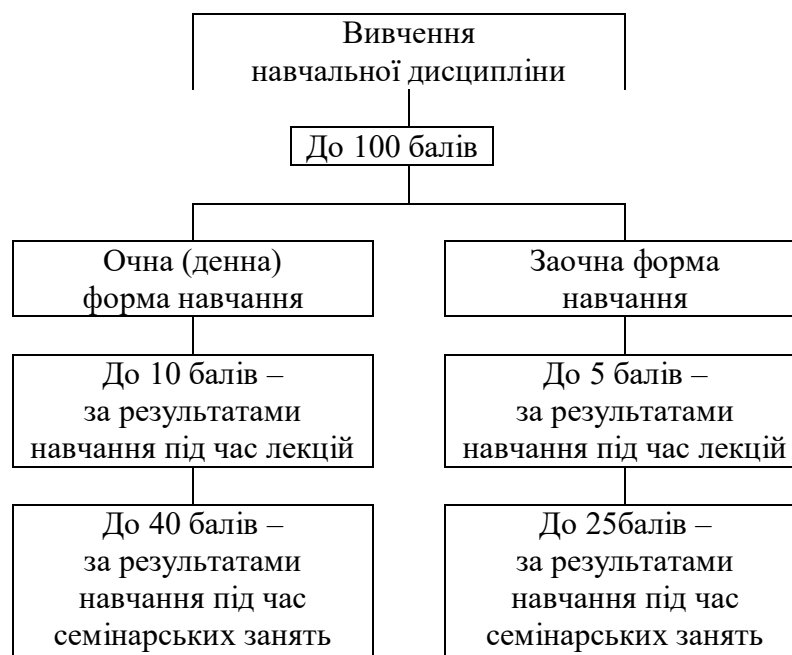 Вивчення
навчальної дисципліни
До 100 балів
Очна (денна)
форма навчання
Заочна форма
навчання
До 10 балів –
за результатами
навчання під час лекцій
До 5 балів –
за результатами
навчання під час лекцій
До 40 балів –
за результатами
навчання під час
семінарських занять
До 25балів –
за результатами
навчання під час
семінарських занять